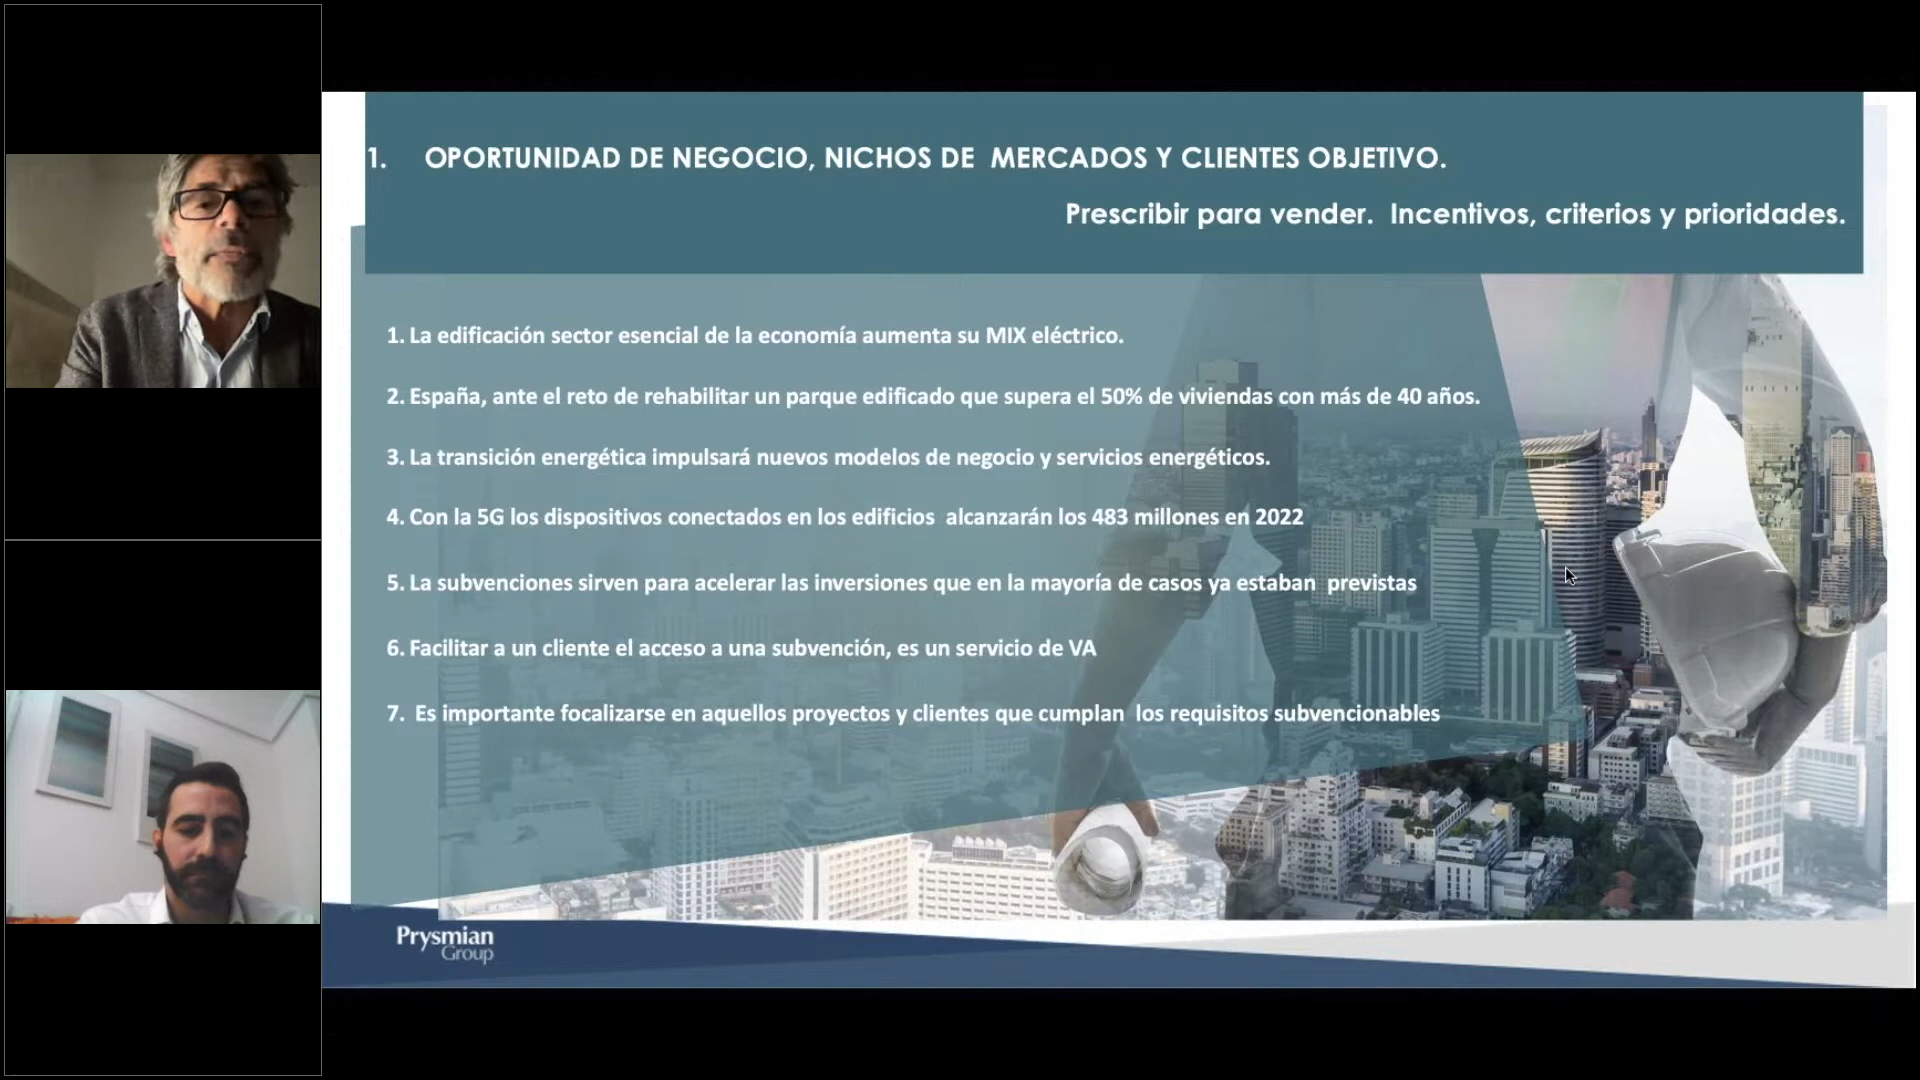 1. OPORTUNIDAD DE NEGOCIO, NICHOS DE MERCADOS Y CLIENTES OBJETIVO.
Prescribir para vender. Incentivos, criterios y prioridades.
1. La edificación sector esencial de la economía aumenta su MIX eléctrico.
2. España, ante el reto de rehabilitar un parque edificado que supera el 50% de viviendas con más de 40 años.
3. La transición energética impulsará nuevos modelos de negocio y servicios energéticos.
4. Con la 5G los dispositivos conectados en los edificios alcanzarán los 483 millones en 2022
5. La subvenciones sirven para acelerar las inversiones que en la mayoría de casos ya estaban previstas
6. Facilitar a un cliente el acceso a una subvención, es un servicio de VA
7. Es importante focalizarse en aquellos proyectos y clientes que cumplan los requisitos subvencionables
Prysmian
Group